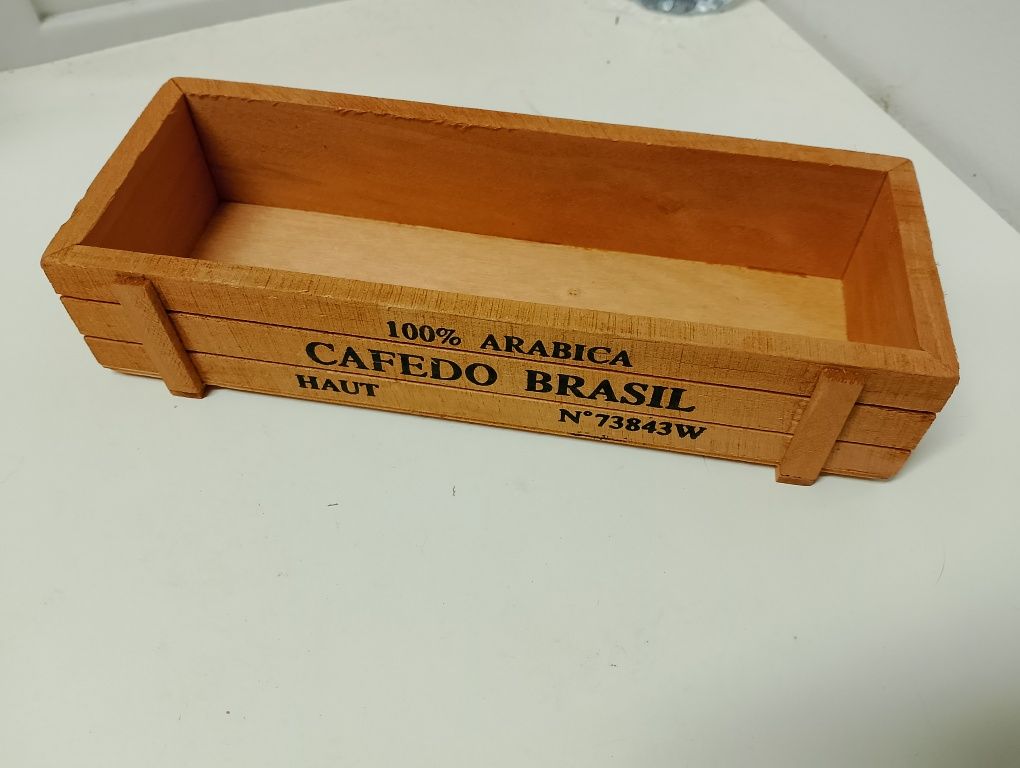 100% ARABICA
CAFEDO BRASIL
HAUT
N°73843W